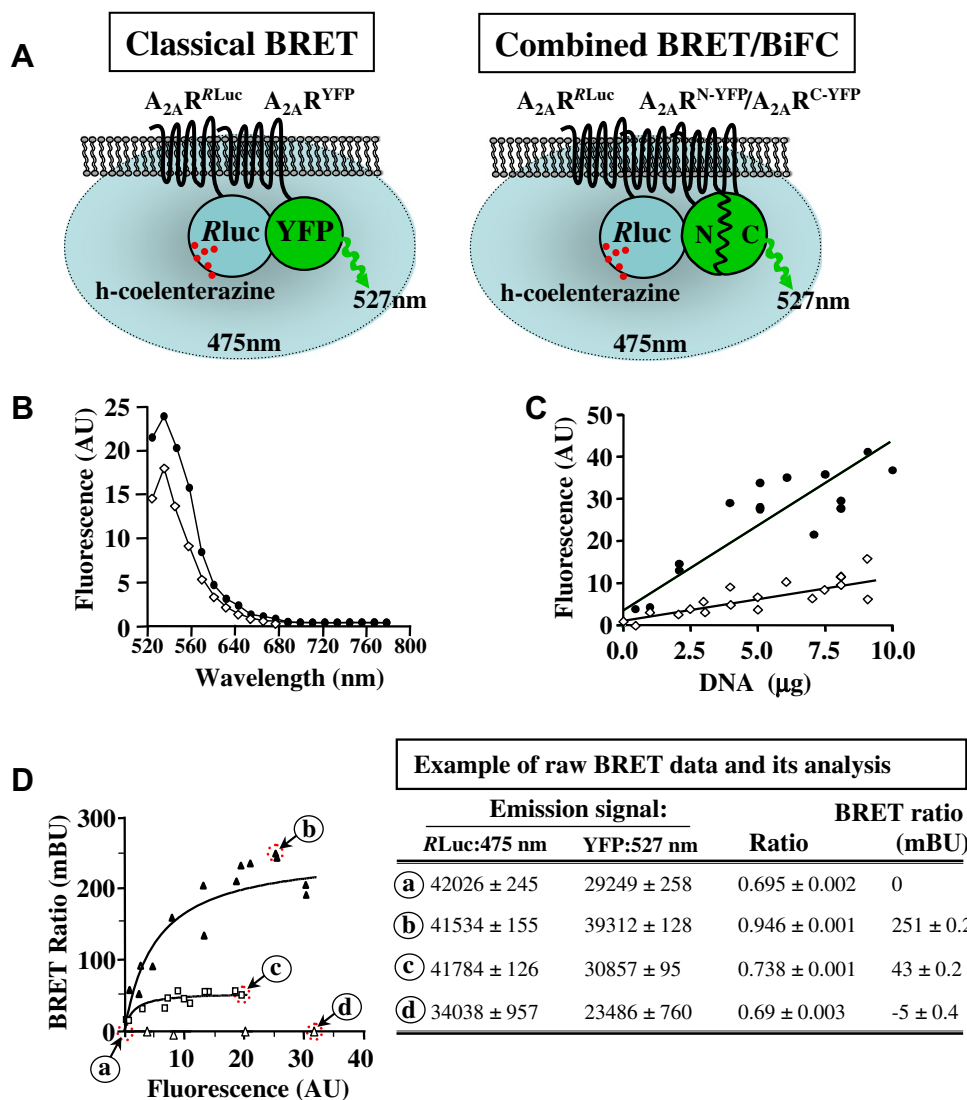 A
Classical BRET
Combined BRET/BiFC
A2AR^RLuc A2AR^YFP
A2AR^RLuc A2AR^N-YFP/A2AR^C-YFP
Rluc YFP
Rluc N C
h-coelenterazine
527nm
475nm
h-coelenterazine
527nm
475nm
B
Fluorescence (AU)
25
20
15
10
5
0
520 560 600 640 680 720 760 800
Wavelength (nm)
C
Fluorescence (AU)
50
40
30
20
10
0
0.0 2.5 5.0 7.5 10.0
DNA (µg)
D
BRET Ratio (mBU)
300
200
100
0
10 20 30 40
Fluorescence (AU)
a
b
c
d
Example of raw BRET data and its analysis
Emission signal: BRET ratio
RLuc:475 nm YFP:527 nm Ratio (mBU)
a 42026 ± 245 29249 ± 258 0.695 ± 0.002 0
b 41534 ± 155 39312 ± 128 0.946 ± 0.001 251 ± 0.2
c 41784 ± 126 30857 ± 95 0.738 ± 0.001 43 ± 0.2
d 34038 ± 957 23486 ± 760 0.69 ± 0.003 -5 ± 0.4